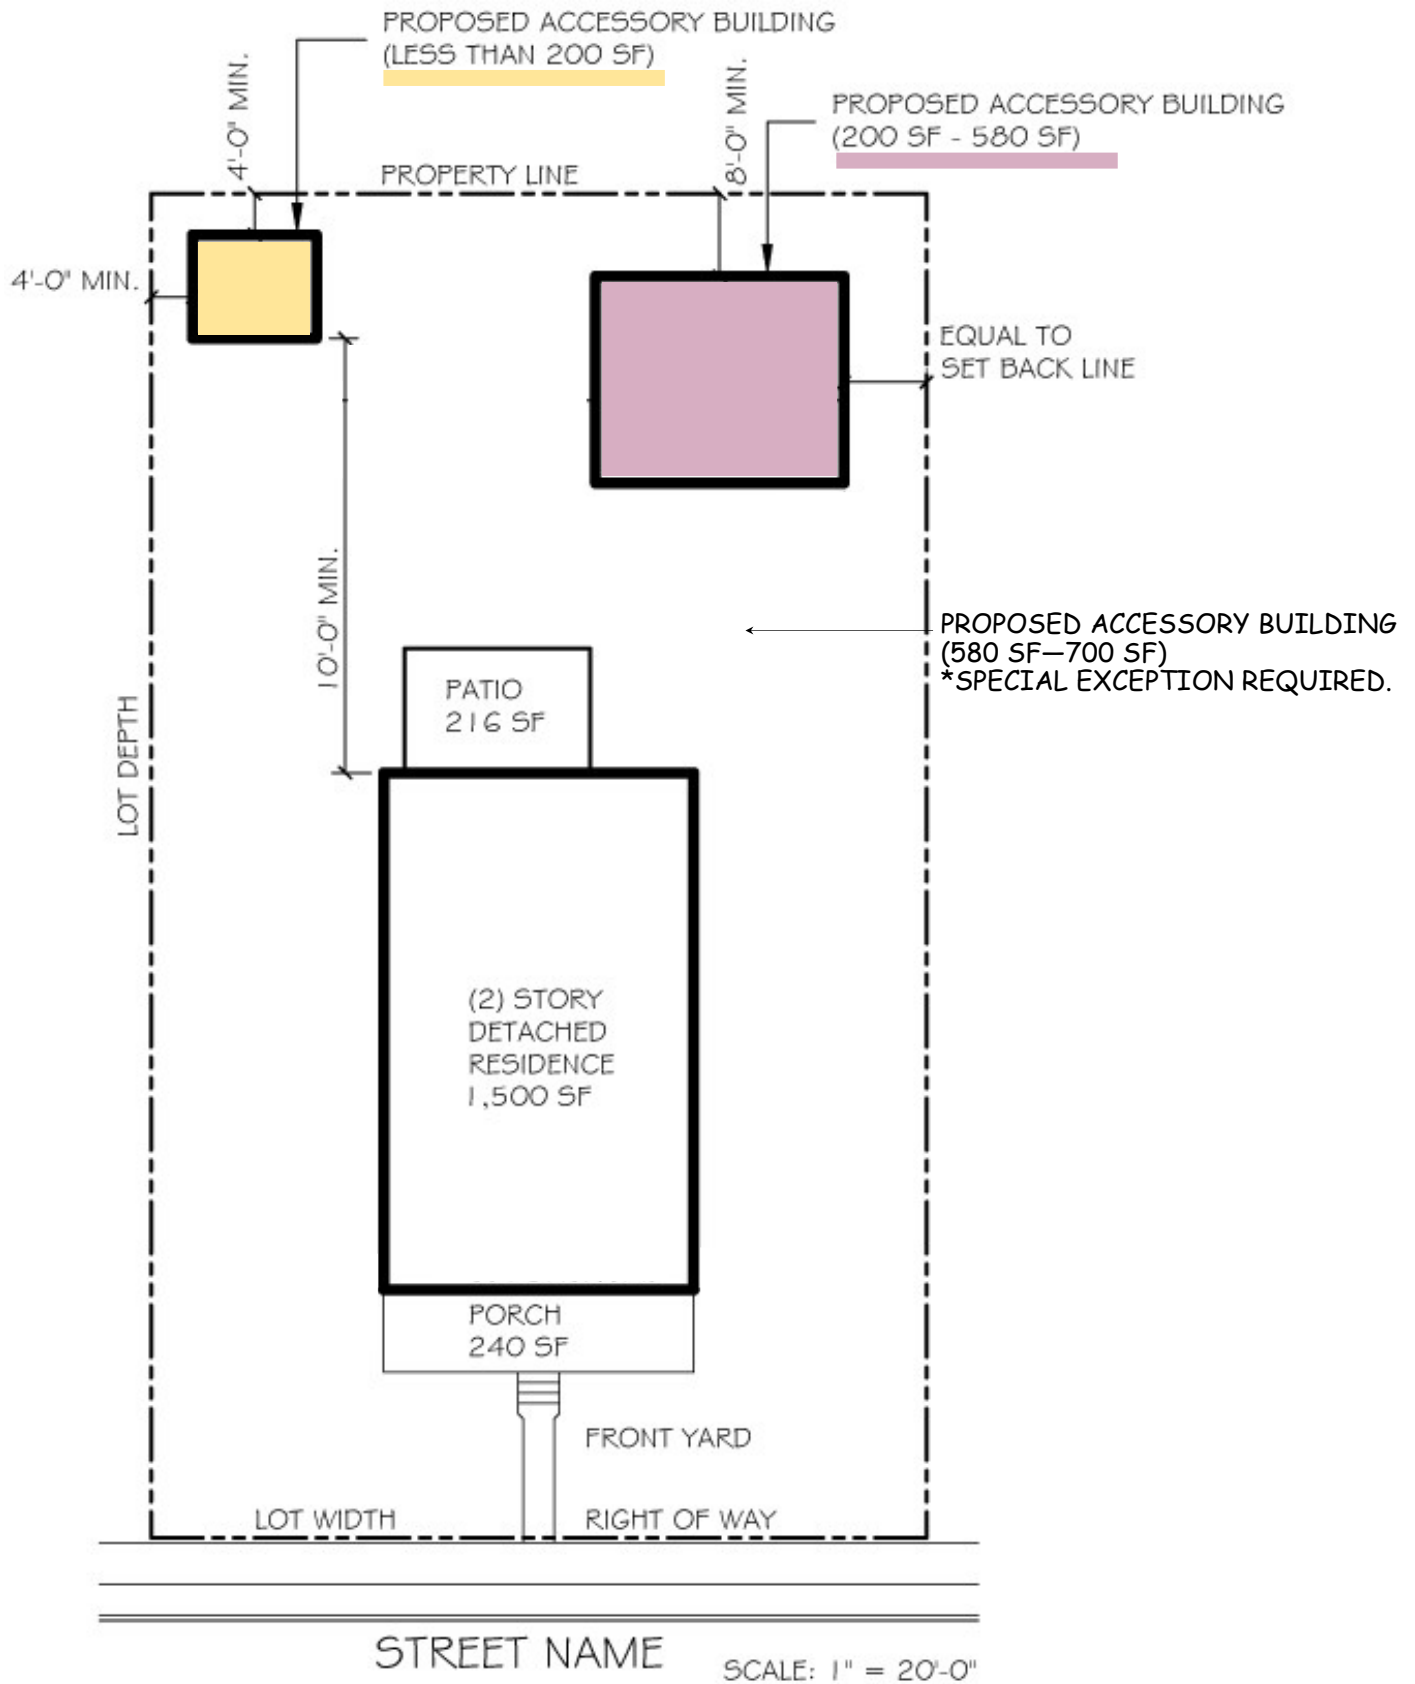 PROPOSED ACCESSORY BUILDING
(LESS THAN 200 SF)
4'-0" MIN.
8'-0" MIN.
PROPOSED ACCESSORY BUILDING
(200 SF - 580 SF)
PROPERTY LINE
4'-0" MIN.
EQUAL TO
SET BACK LINE
10'-0" MIN.
PROPOSED ACCESSORY BUILDING
(580 SF—700 SF)
*SPECIAL EXCEPTION REQUIRED.
PATIO
216 SF
LOT DEPTH
(2) STORY
DETACHED
RESIDENCE
1,500 SF
PORCH
240 SF
FRONT YARD
LOT WIDTH
RIGHT OF WAY
STREET NAME
SCALE: 1" = 20'-0"